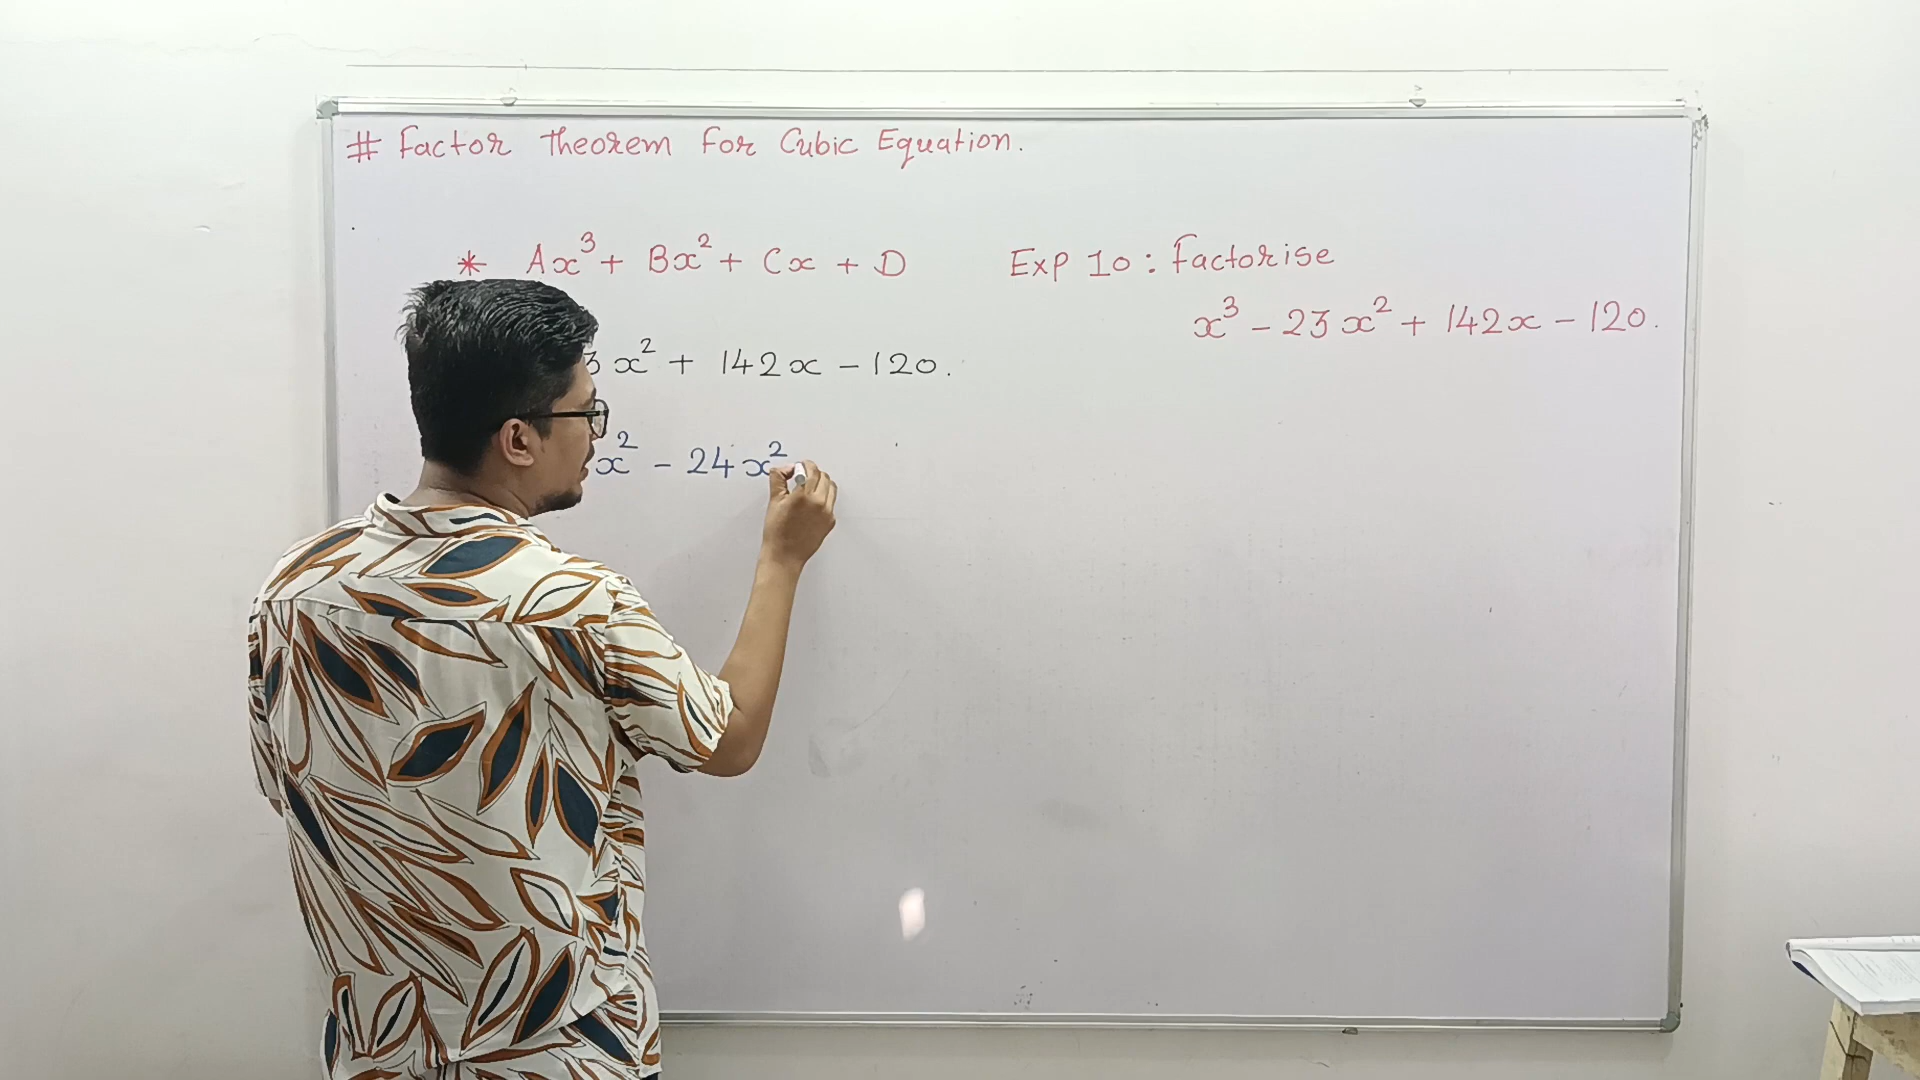 # Factor Theorem For Cubic Equation.
* Ax³ + Bx² + Cx + D
Exp 10 : Factorise
x³ - 23x² + 142x - 120.
3x² + 142x - 120.
x² - 24x²